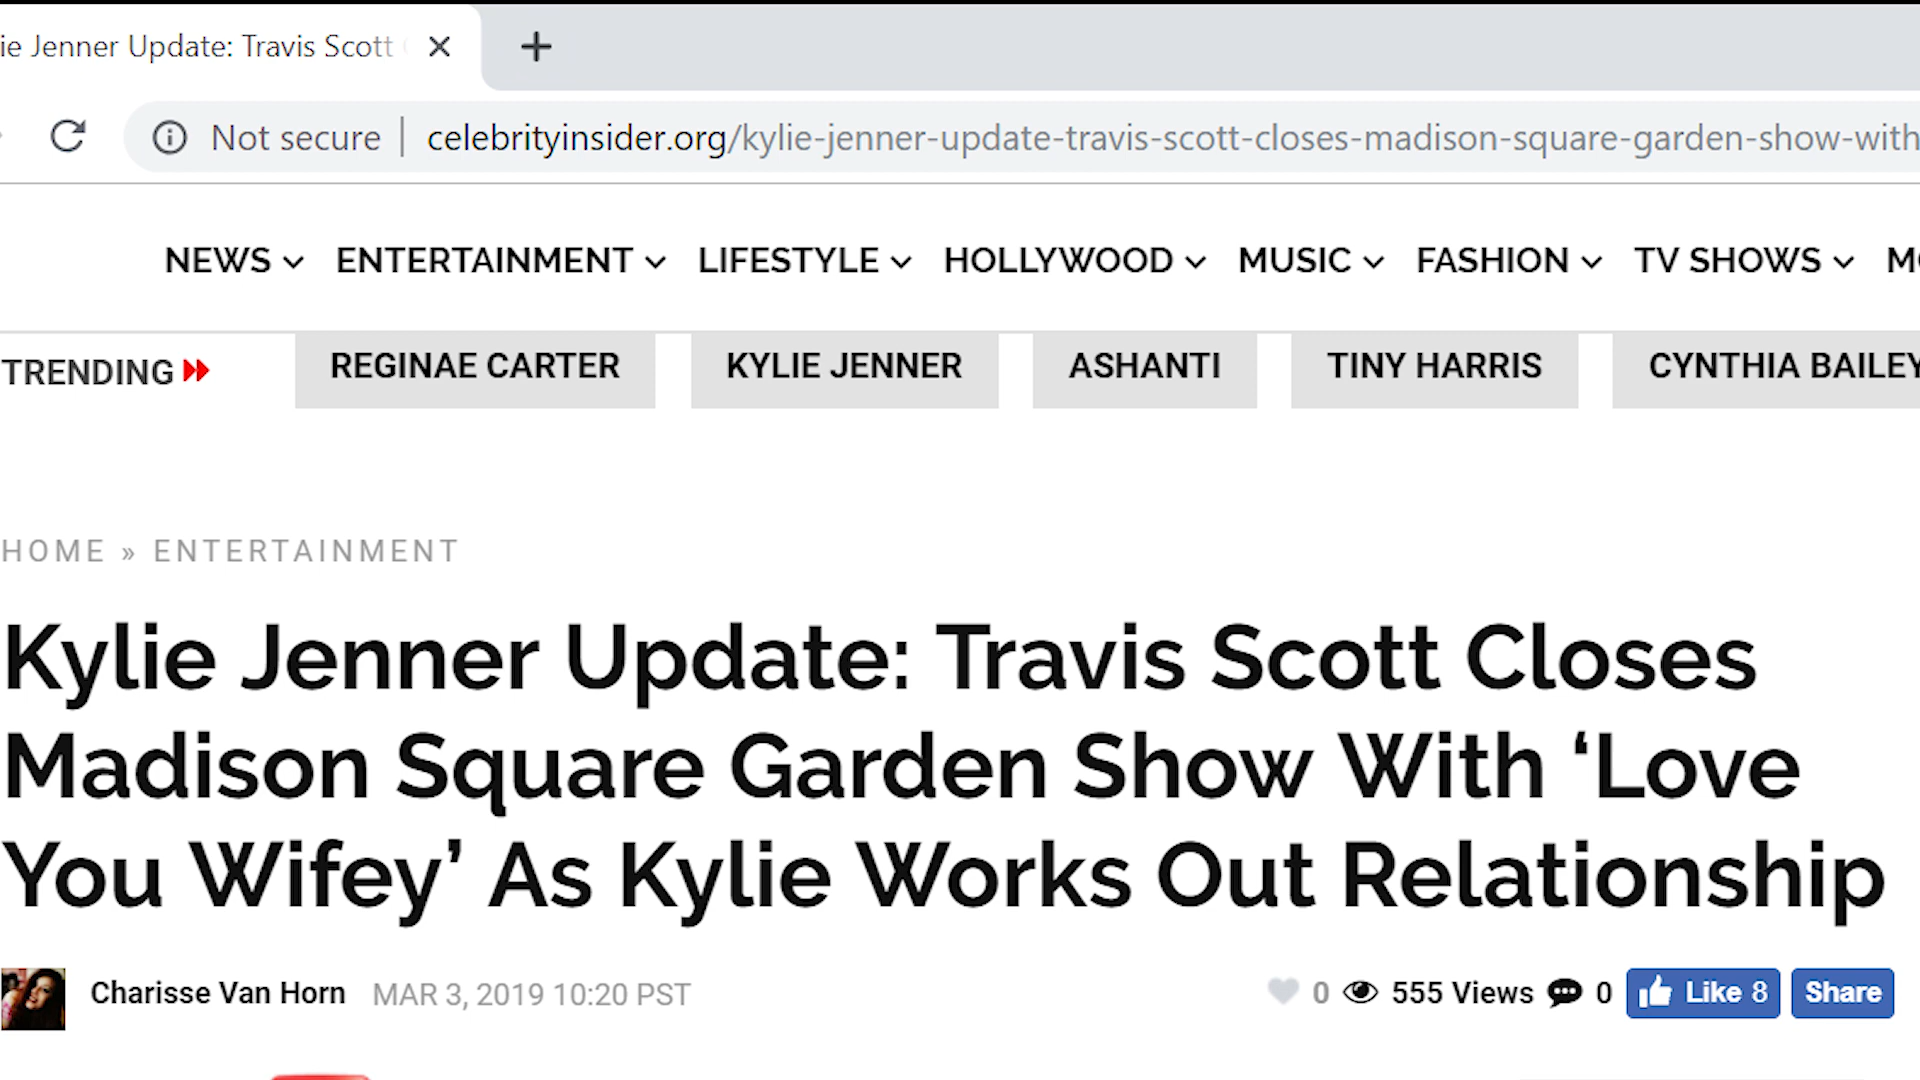 ie Jenner Update: Travis Scott
Not secure | celebrityinsider.org/kylie-jenner-update-travis-scott-closes-madison-square-garden-show-with
NEWS ENTERTAINMENT LIFESTYLE HOLLYWOOD MUSIC FASHION TV SHOWS
TRENDING REGINAE CARTER KYLIE JENNER ASHANTI TINY HARRIS CYNTHIA BAILEY
HOME » ENTERTAINMENT
Kylie Jenner Update: Travis Scott Closes
Madison Square Garden Show With ‘Love
You Wifey’ As Kylie Works Out Relationship
Charisse Van Horn MAR 3, 2019 10:20 PST 0 555 Views 0 Like 8 Share